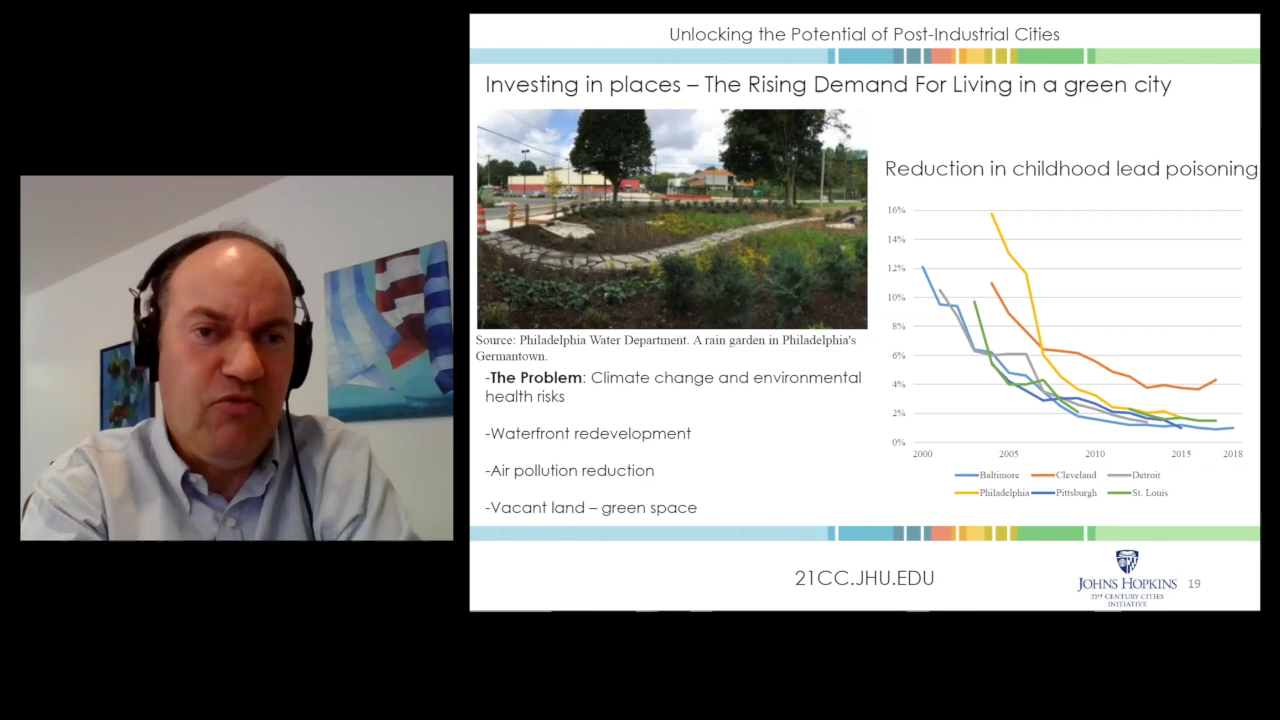 Unlocking the Potential of Post-Industrial Cities
Investing in places – The Rising Demand For Living in a green city
Source: Philadelphia Water Department. A rain garden in Philadelphia's
Germantown.
-The Problem: Climate change and environmental
health risks
-Waterfront redevelopment
-Air pollution reduction
-Vacant land – green space
Reduction in childhood lead poisoning
16%
14%
12%
10%
8%
6%
4%
2%
0%
2000 2005 2010 2015 2018
Baltimore Cleveland Detroit
Philadelphia Pittsburgh St. Louis
21CC.JHU.EDU
JOHNS HOPKINS
21ST CENTURY CITIES
INITIATIVE
19